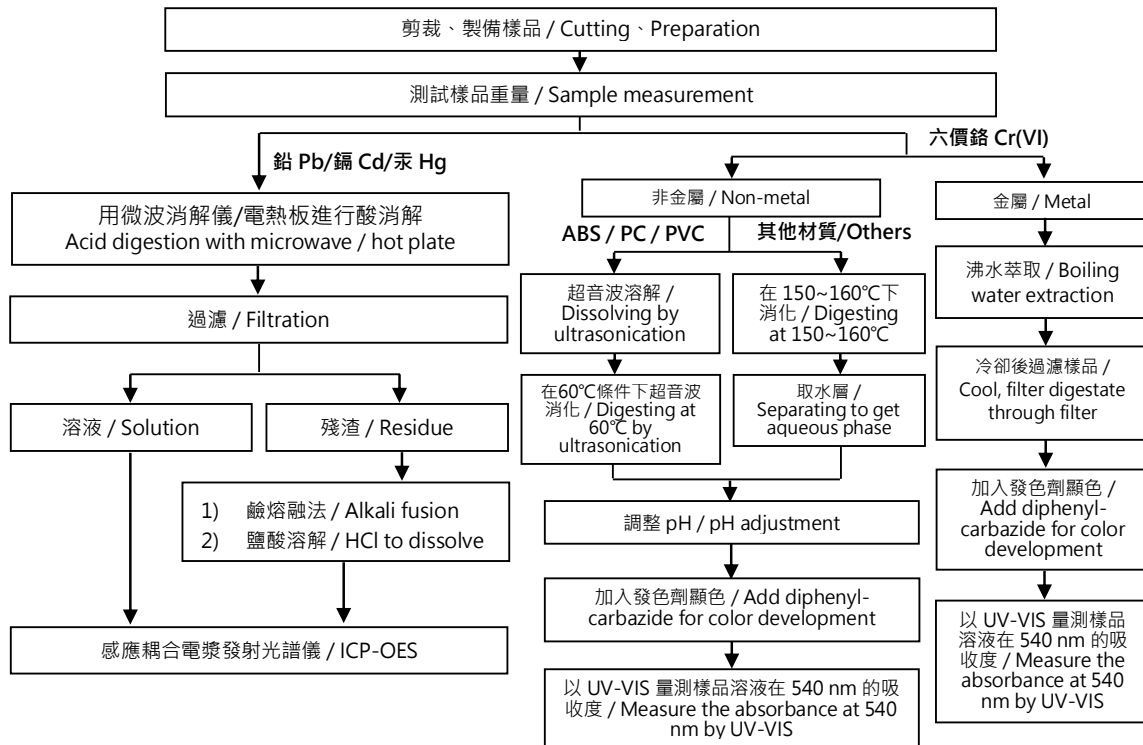 剪裁、製備樣品 / Cutting、Preparation
測試樣品重量 / Sample measurement
鉛 Pb/鎘 Cd/汞 Hg
用微波消解儀/電熱板進行酸消解
Acid digestion with microwave / hot plate
過濾 / Filtration
溶液 / Solution
殘渣 / Residue
1) 鹼熔融法 / Alkali fusion
2) 鹽酸溶解 / HCl to dissolve
感應耦合電漿發射光譜儀 / ICP-OES
六價鉻 Cr(VI)
非金屬 / Non-metal
ABS / PC / PVC
超音波溶解 /
Dissolving by
ultrasonication
在60℃條件下超音波
消化 / Digesting at
60℃ by
ultrasonication
其他材質/Others
在 150~160℃下
消化 / Digesting
at 150~160℃
取水層 /
Separating to get
aqueous phase
調整 pH / pH adjustment
加入發色劑顯色 / Add diphenyl-
carbazide for color development
以 UV-VIS 量測樣品溶液在 540 nm 的吸
收度 / Measure the absorbance at 540
nm by UV-VIS
金屬 / Metal
沸水萃取 / Boiling
water extraction
冷卻後過濾樣品 /
Cool, filter digestate
through filter
加入發色劑顯色 /
Add diphenyl-
carbazide for color
development
以 UV-VIS 量測樣品
溶液在 540 nm 的吸
收度 / Measure the
absorbance at 540
nm by UV-VIS